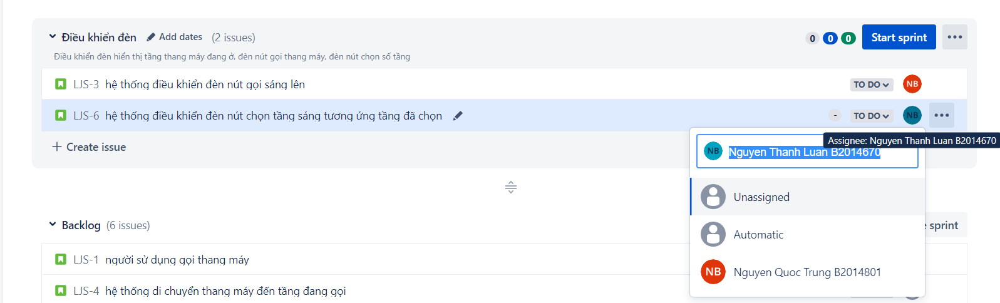 Điều khiển đèn Add dates (2 issues) 0 0 0 Start sprint
Điều khiển đèn hiển thị tầng thang máy đang ở, đèn nút gọi thang máy, đèn nút chọn số tầng
LJS-3 hệ thống điều khiển đèn nút gọi sáng lên TO DO NB
LJS-6 hệ thống điều khiển đèn nút chọn tầng sáng tương ứng tầng đã chọn - TO DO NB
Assignee: Nguyen Thanh Luan B2014670
+ Create issue
NB Nguyen Thanh Luan B2014670
Unassigned
Automatic
NB Nguyen Quoc Trung B2014801
Backlog (6 issues) sprint
LJS-1 người sử dụng gọi thang máy
LJS-4 hệ thống di chuyển thang máy đến tầng đang gọi